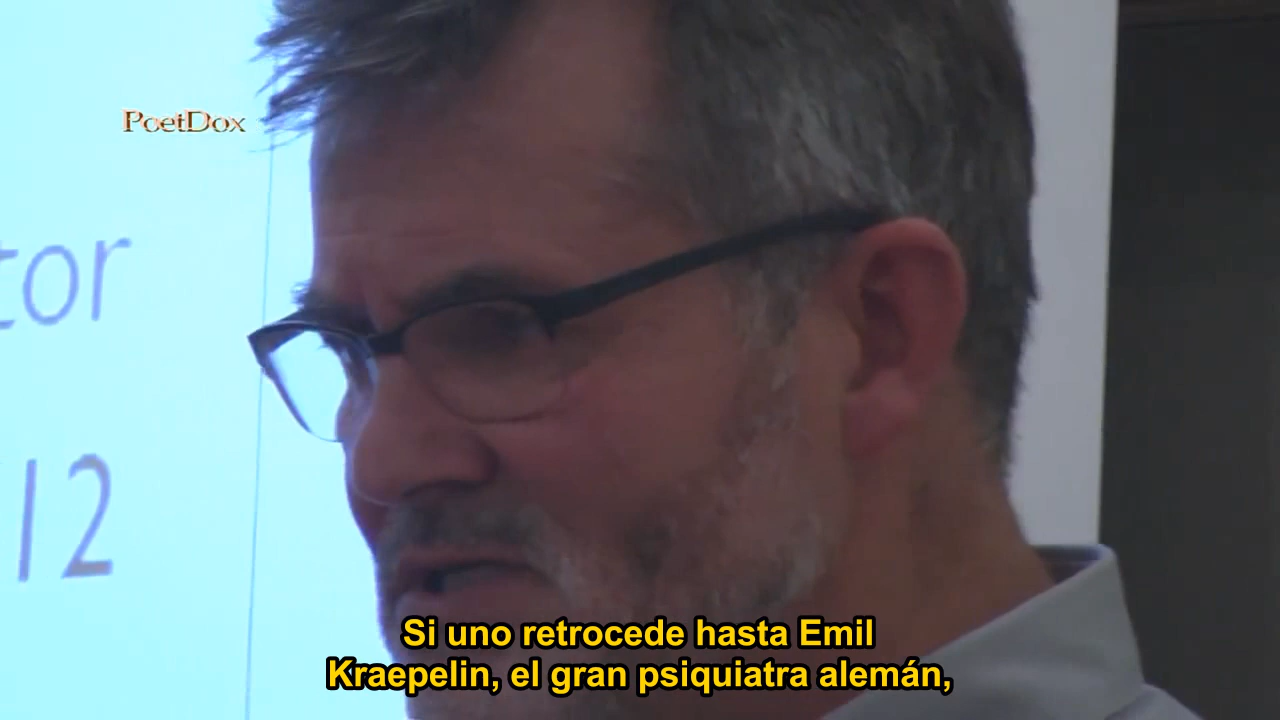 PoetDox
tor
12
Si uno retrocede hasta Emil
Kraepelin, el gran psiquiatra alemán,